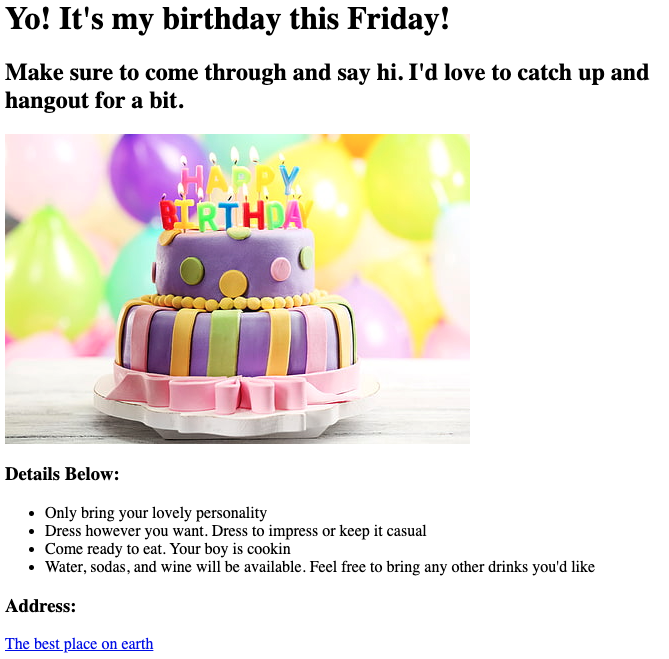 Yo! It's my birthday this Friday!
Make sure to come through and say hi. I'd love to catch up and
hangout for a bit.
HAPPY
BIRTHDAY
Details Below:
Only bring your lovely personality
Dress however you want. Dress to impress or keep it casual
Come ready to eat. Your boy is cookin
Water, sodas, and wine will be available. Feel free to bring any other drinks you'd like
Address:
The best place on earth